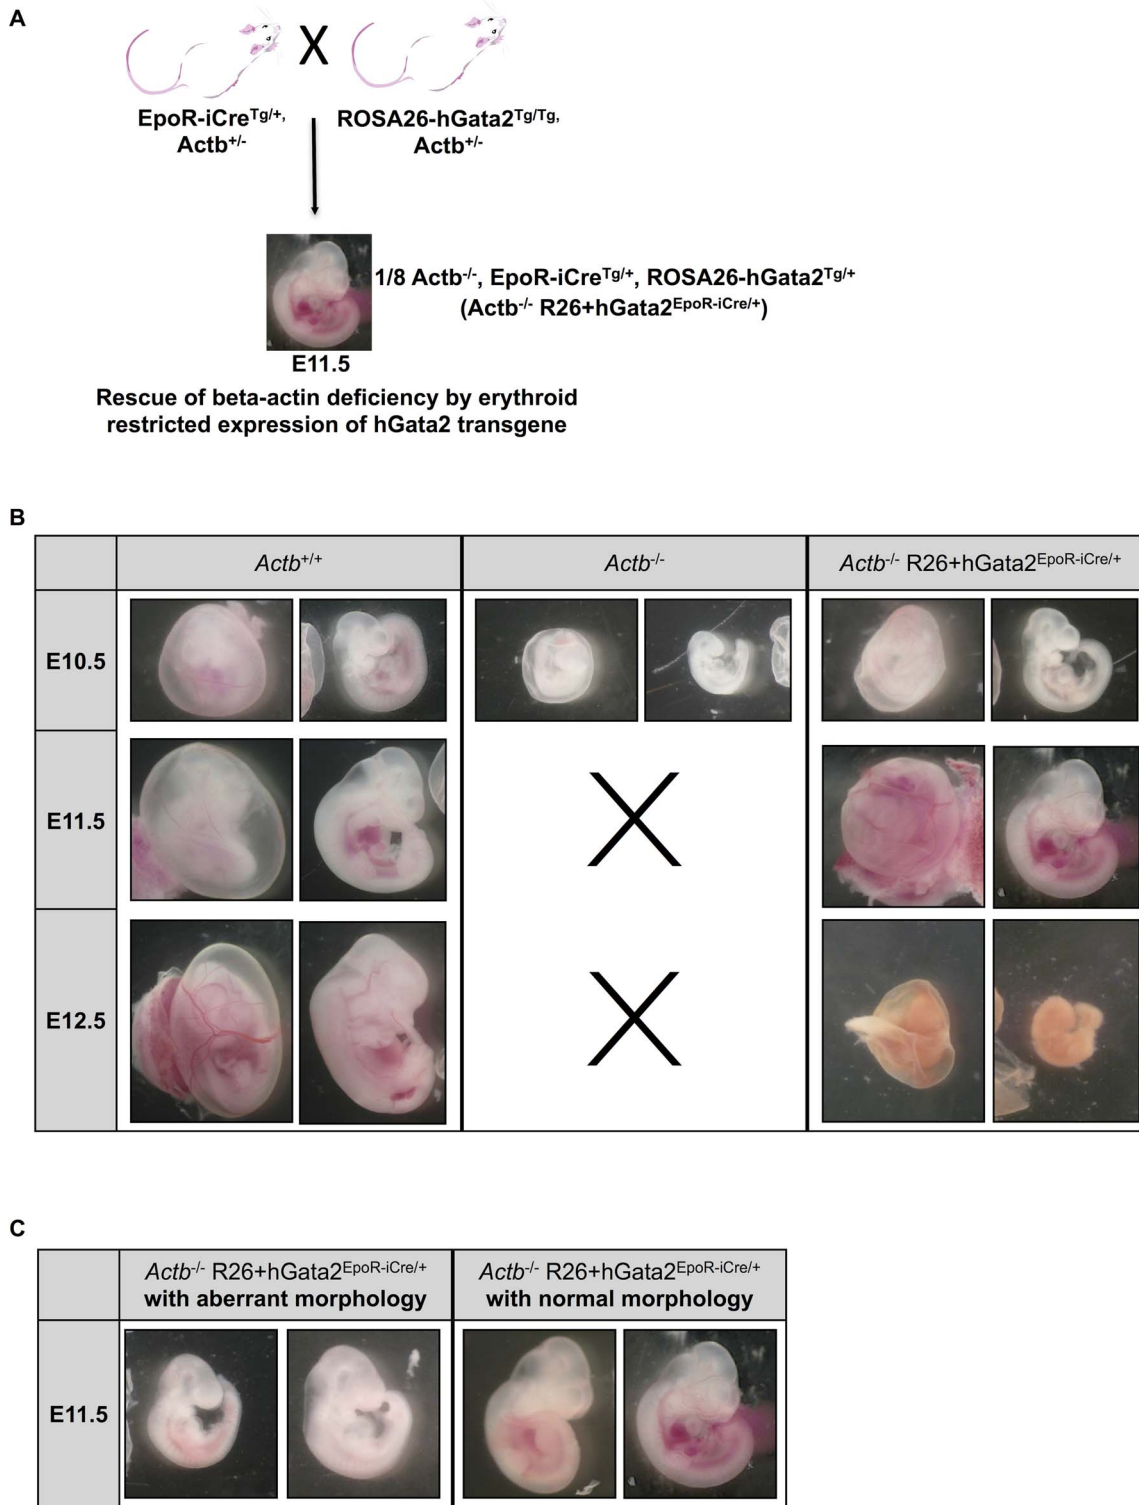 A
X
EpoR-iCreTg/+, ROSA26-hGata2Tg/Tg,
Actb+/- Actb+/-
1/8 Actb-/-, EpoR-iCreTg/+, ROSA26-hGata2Tg/+
(Actb-/- R26+hGata2EpoR-iCre/+)
E11.5
Rescue of beta-actin deficiency by erythroid
restricted expression of hGata2 transgene
B
Actb+/+ Actb-/- Actb-/- R26+hGata2EpoR-iCre/+
E10.5
E11.5
E12.5
C
Actb-/- R26+hGata2EpoR-iCre/+ Actb-/- R26+hGata2EpoR-iCre/+
with aberrant morphology with normal morphology
E11.5